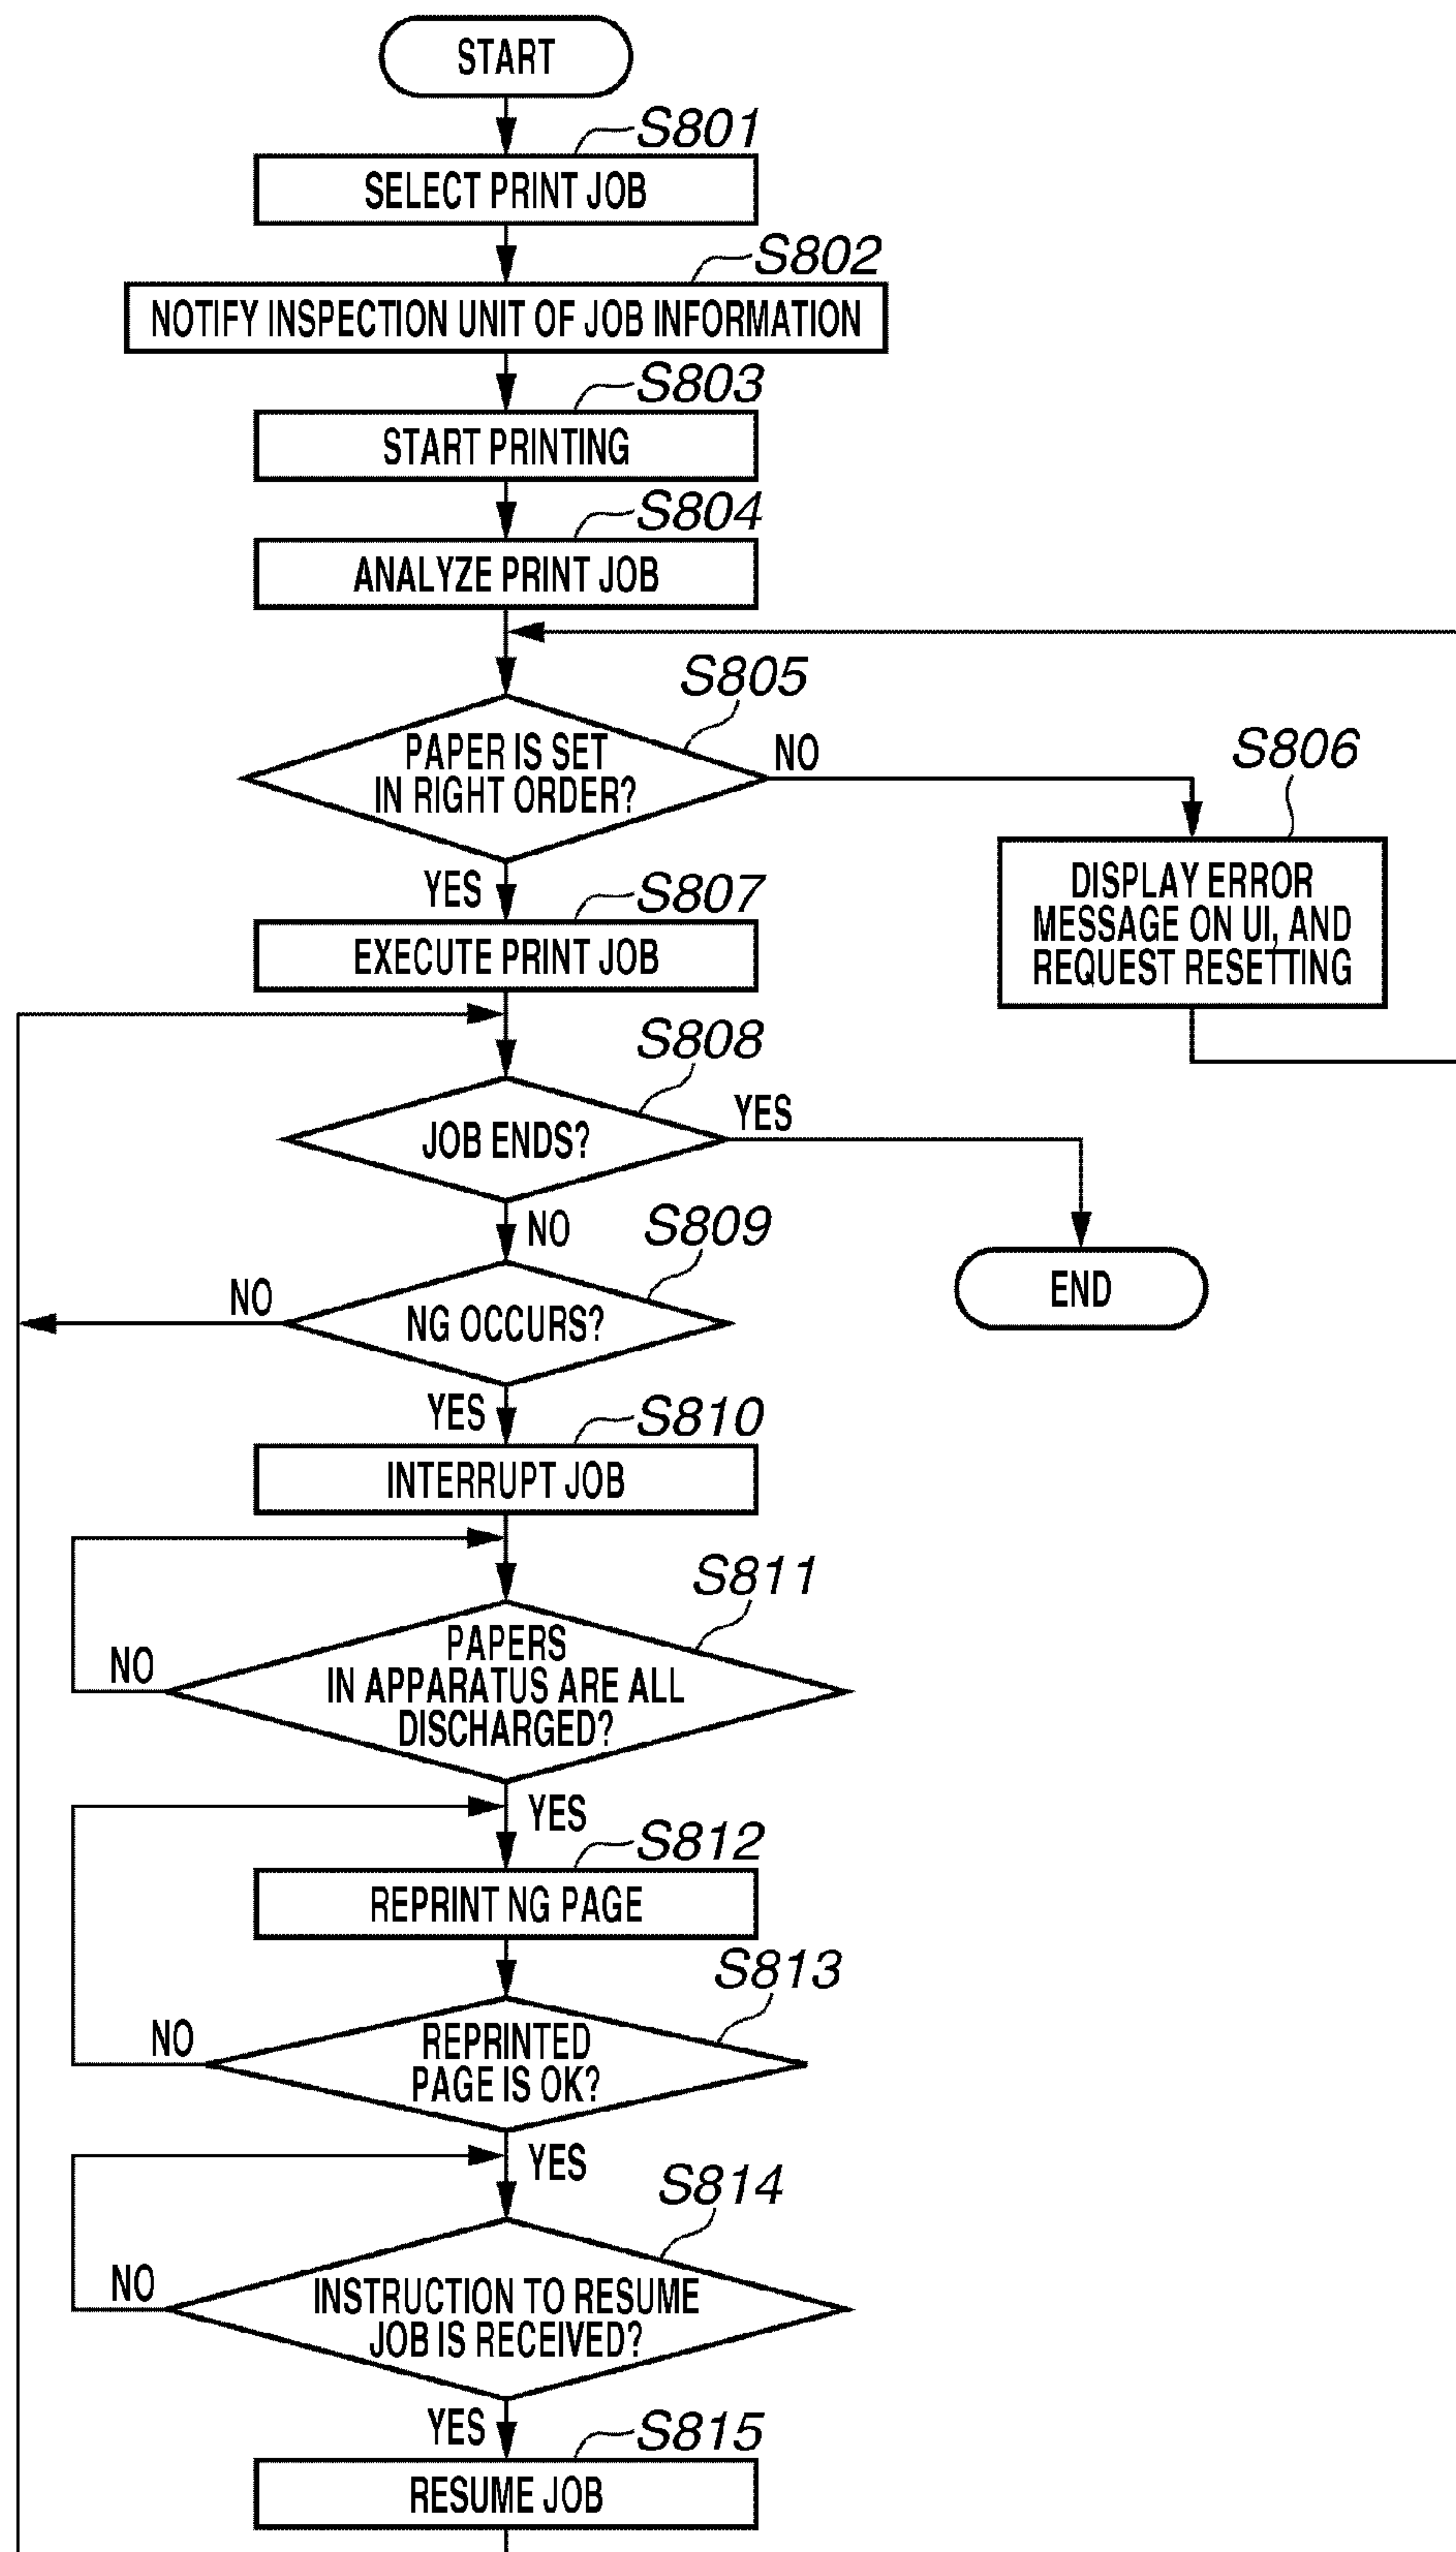 START
S801
SELECT PRINT JOB
S802
NOTIFY INSPECTION UNIT OF JOB INFORMATION
S803
START PRINTING
S804
ANALYZE PRINT JOB
S805
PAPER IS SET
IN RIGHT ORDER?
NO
S806
DISPLAY ERROR
MESSAGE ON UI, AND
REQUEST RESETTING
YES
S807
EXECUTE PRINT JOB
S808
JOB ENDS?
YES
END
NO
S809
NG OCCURS?
NO
YES
S810
INTERRUPT JOB
S811
PAPERS
IN APPARATUS ARE ALL
DISCHARGED?
NO
YES
S812
REPRINT NG PAGE
S813
REPRINTED
PAGE IS OK?
NO
YES
S814
INSTRUCTION TO RESUME
JOB IS RECEIVED?
NO
YES
S815
RESUME JOB